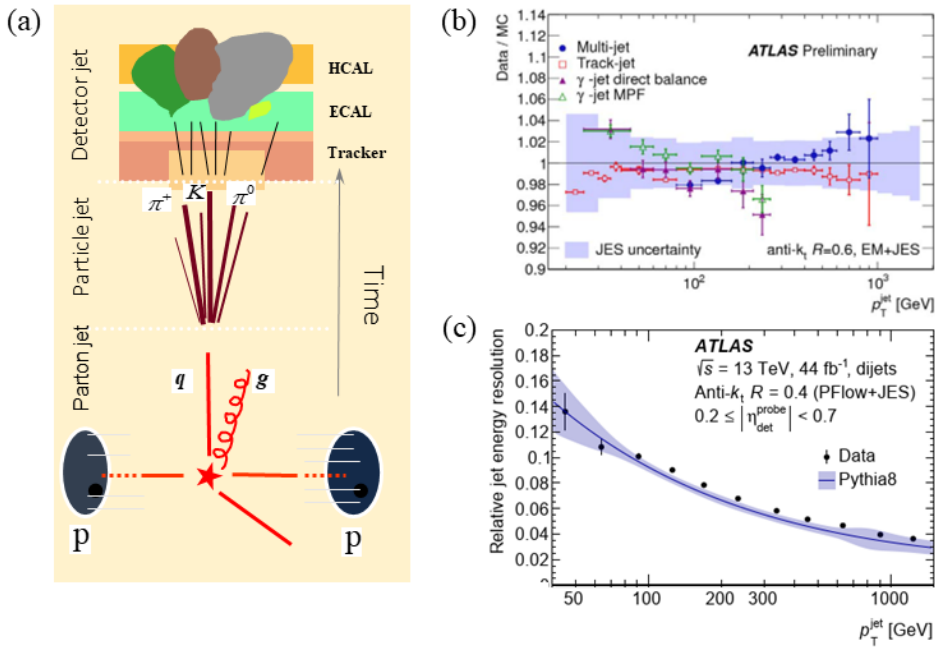 (a)
Detector jet
HCAL
ECAL
Tracker
π⁺ K π⁰
Particle jet
Time
Parton jet
q g
p p
(b)
Data / MC
1.14
1.12
1.1
1.08
1.06
1.04
1.02
1
0.98
0.96
0.94
0.92
0.9
Multi-jet
Track-jet
γ -jet direct balance
γ -jet MPF
ATLAS Preliminary
JES uncertainty
anti-kₜ R=0.6, EM+JES
10² 10³
p_T^jet [GeV]
(c)
Relative jet energy resolution
0.2
0.18
0.16
0.14
0.12
0.1
0.08
0.06
0.04
0.02
0
ATLAS
√s = 13 TeV, 44 fb⁻¹, dijets
Anti-kₜ R = 0.4 (PFlow+JES)
0.2 ≤ |η_det^probe| < 0.7
Data
Pythia8
50 100 200 300 1000
p_T^jet [GeV]